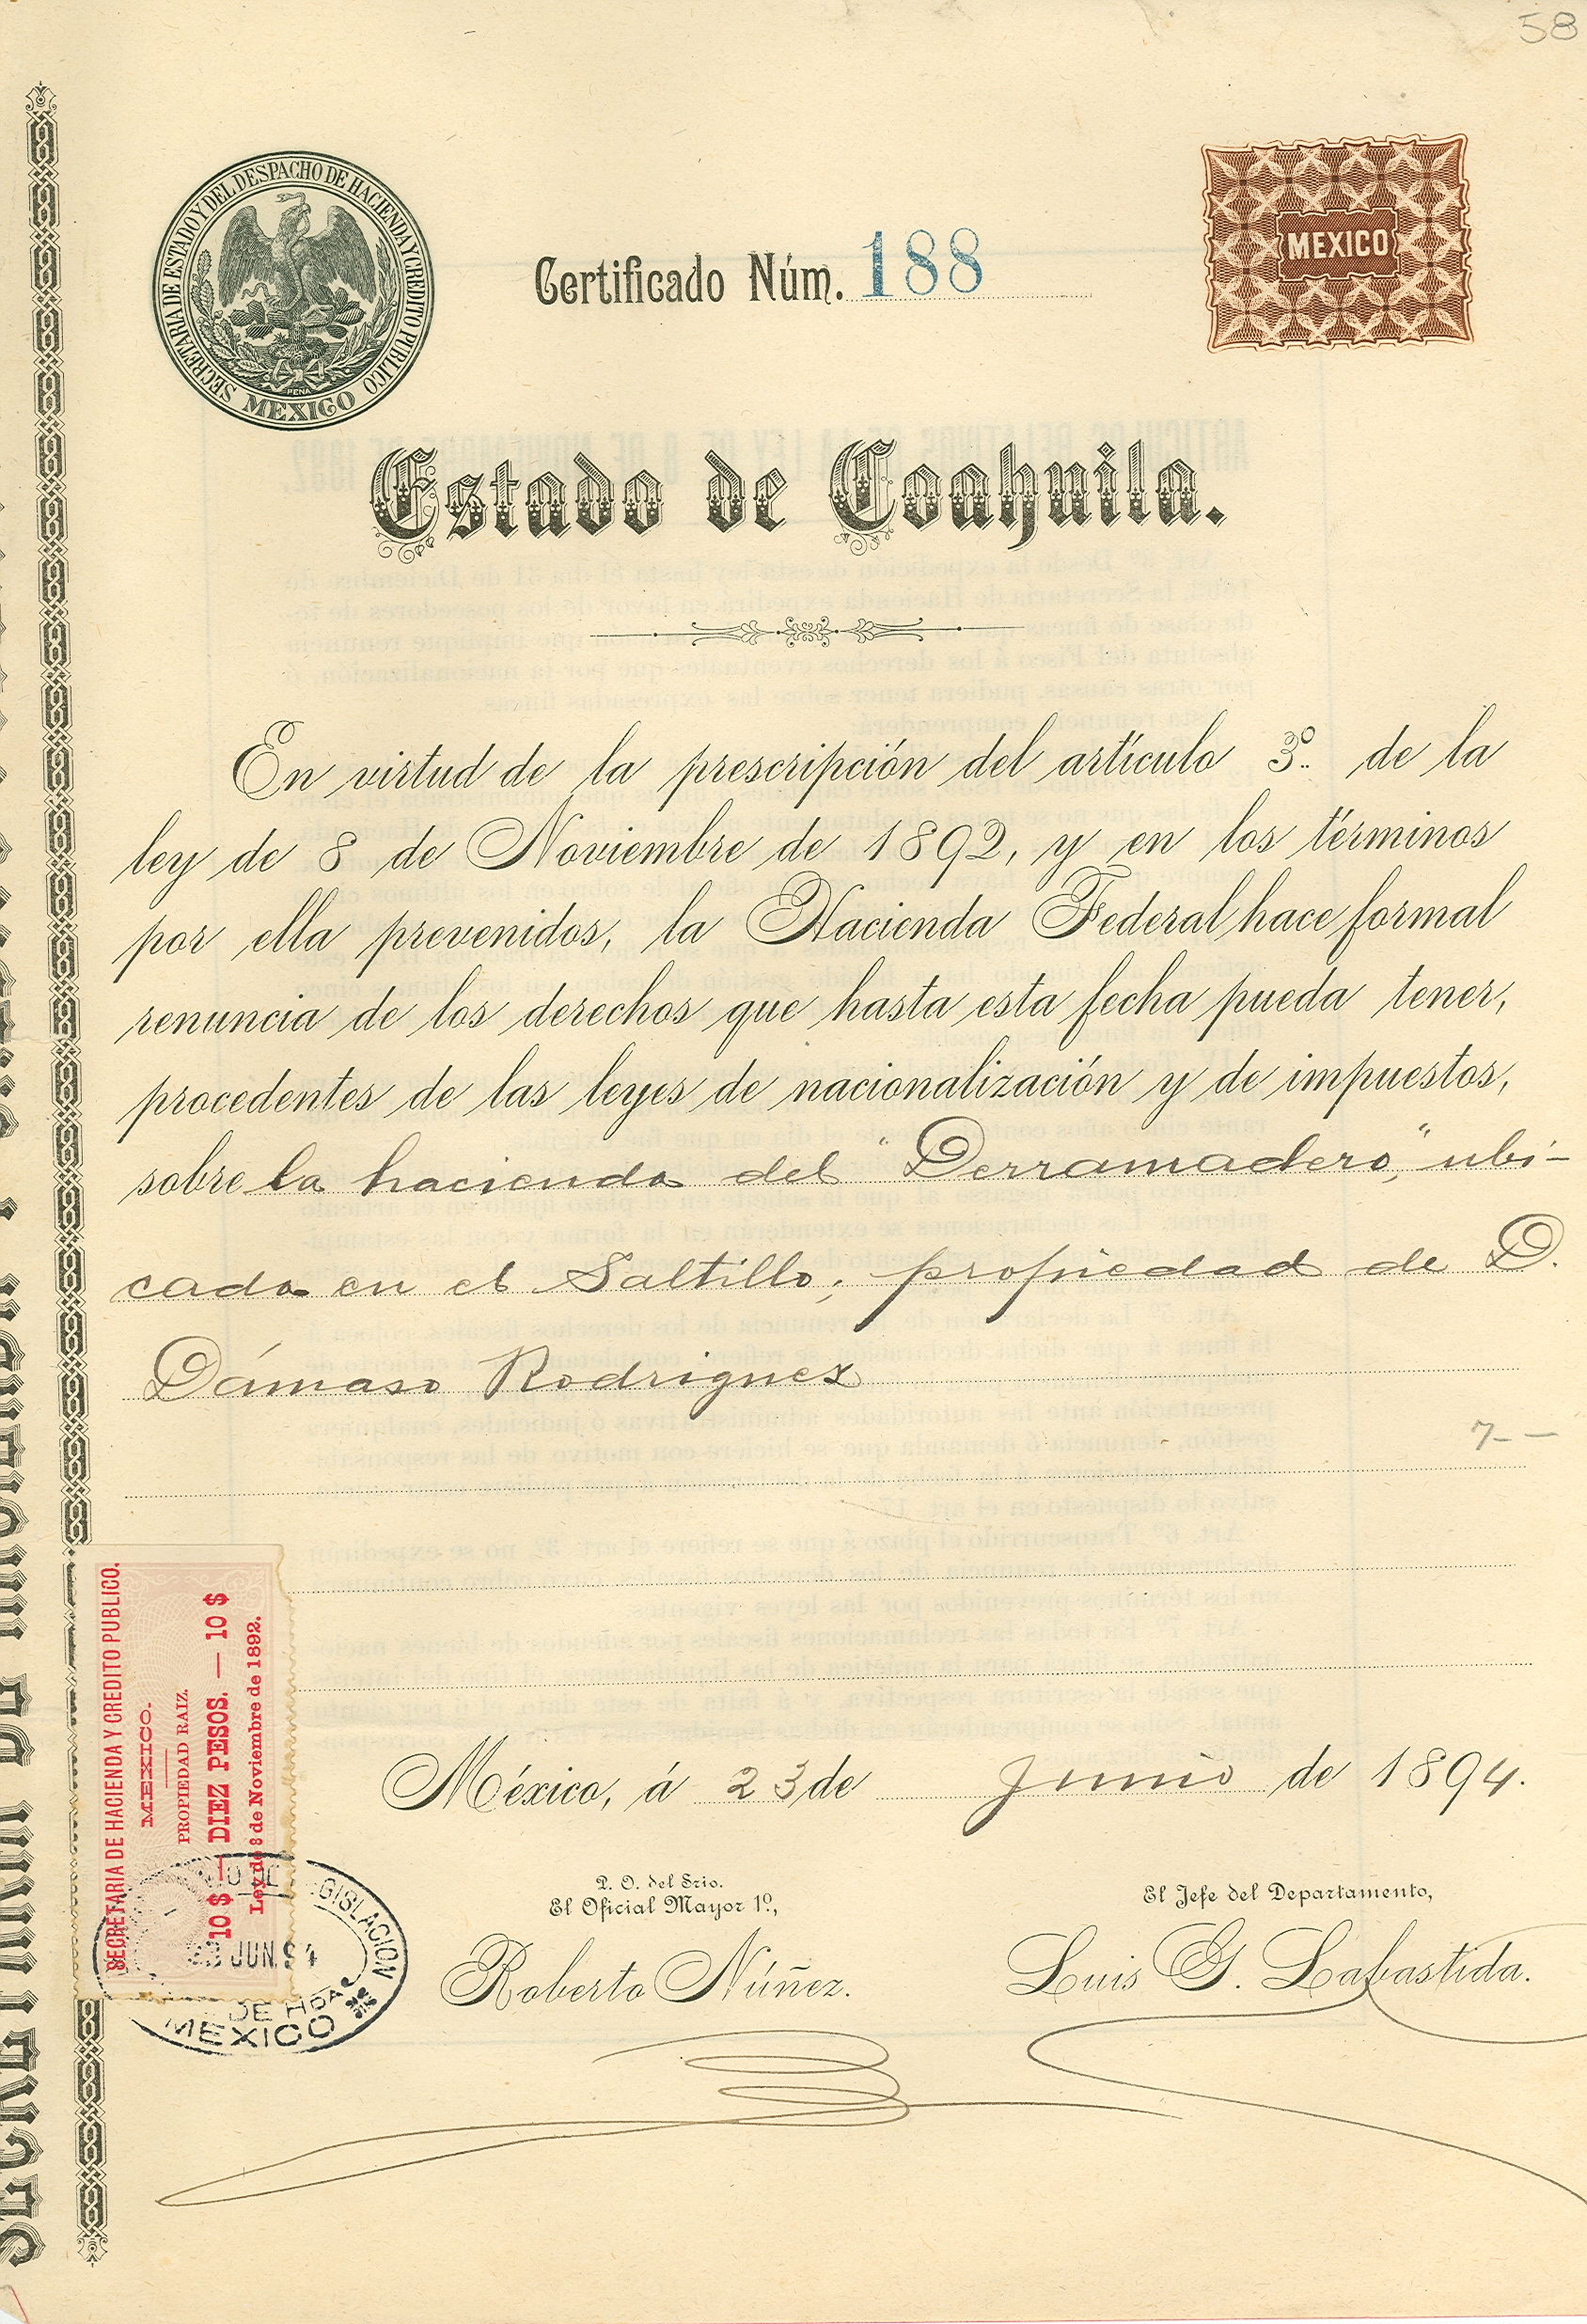 58
SECRETARIA DE ESTADO Y DEL DESPACHO DE HACIENDA Y CREDITO PUBLICO
MEXICO
PEÑA
Certificado Núm. 188
MEXICO
Estado de Coahuila.
En virtud de la prescripción del artículo 3º. de la
ley de 8 de Noviembre de 1892, y en los términos
por ella prevenidos, la Hacienda Federal hace formal
renuncia de los derechos que hasta esta fecha pueda tener,
procedentes de las leyes de nacionalización y de impuestos,
sobre la hacienda del "Derramadero," ubi-
cada en el Saltillo; propiedad de D.
Dámaso Rodriguez
7--
SECRETARIA DE HACIENDA Y CREDITO PUBLICO.
MEXICO.
PROPIEDAD RAIZ.
10 $ — DIEZ PESOS. — 10 $
Ley de 8 de Noviembre de 1892.
México, á 23 de Junio de 1894.
GISLACION
23 JUN. 94
DE HDA
MEXICO
P. O. del Srio.
El Oficial Mayor 1º,
Roberto Núñez.
El Jefe del Departamento,
Luis G. Labastida.